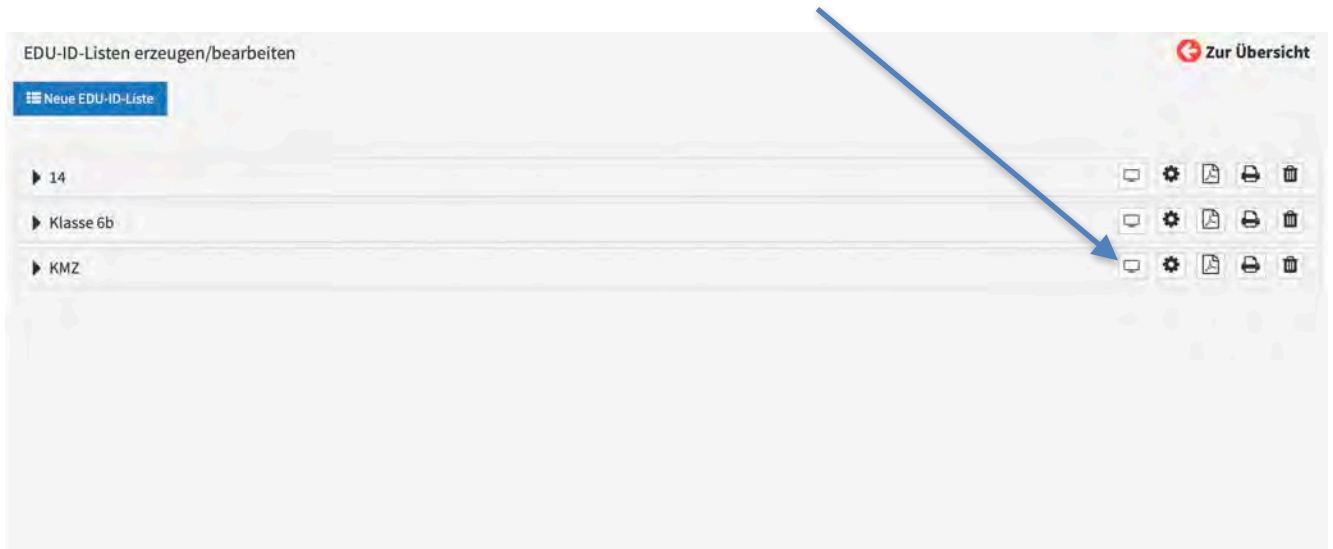 EDU-ID-Listen erzeugen/bearbeiten
Zur Übersicht
Neue EDU-ID-Liste
14
Klasse 6b
KMZ